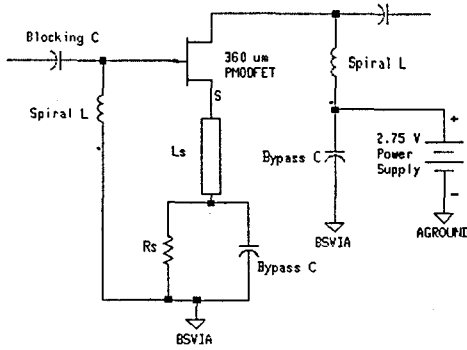 Blocking C
360 um
PMODFET
Spiral L
S
Spiral L
Ls
Bypass C
+
2.75 V
Power
Supply
-
Rs
Bypass C
BSVIA
AGROUND
BSVIA